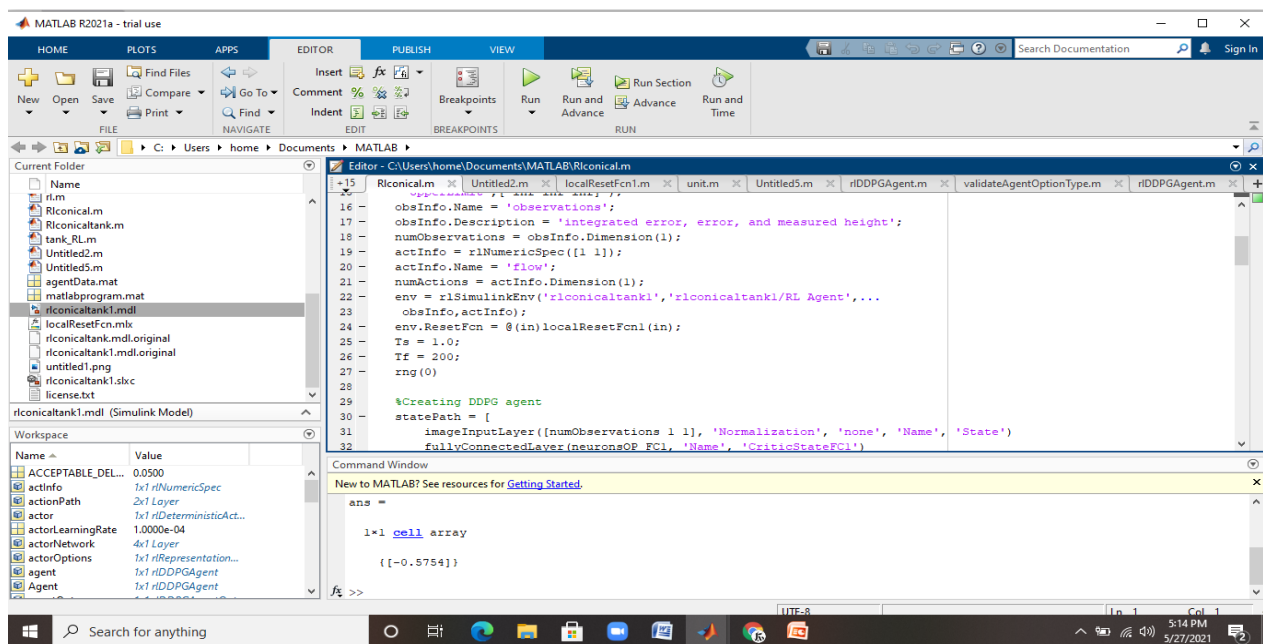 MATLAB R2021a - trial use
HOME PLOTS APPS EDITOR PUBLISH VIEW Search Documentation Sign In
New Open Save Find Files Compare Print
FILE
Go To Find
NAVIGATE
Insert fx
Comment
Indent
EDIT
Breakpoints
BREAKPOINTS
Run Run and Advance Run Section Advance Run and Time
RUN
C: Users home Documents MATLAB
Current Folder
Name
rl.m
Rlconical.m
Rlconicaltank.m
tank_RL.m
Untitled2.m
Untitled5.m
agentData.mat
matlabprogram.mat
rlconicaltank1.mdl
localResetFcn.mlx
rlconicaltank.mdl.original
rlconicaltank1.mdl.original
untitled1.png
rlconicaltank1.slxc
license.txt
rlconicaltank1.mdl (Simulink Model)
Workspace
Name Value
ACCEPTABLE_DEL... 0.0500
actInfo 1x1 rlNumericSpec
actionPath 2x1 Layer
actor 1x1 rlDeterministicAct...
actorLearningRate 1.0000e-04
actorNetwork 4x1 Layer
actorOptions 1x1 rlRepresentation...
agent 1x1 rlDDPGAgent
Agent 1x1 rlDDPGAgent
Editor - C:\Users\home\Documents\MATLAB\Rlconical.m
+15 Rlconical.m Untitled2.m localResetFcn1.m unit.m Untitled5.m rlDDPGAgent.m validateAgentOptionType.m rlDDPGAgent.m
16 obsInfo.Name = 'observations';
17 obsInfo.Description = 'integrated error, error, and measured height';
18 numObservations = obsInfo.Dimension(1);
19 actInfo = rlNumericSpec([1 1]);
20 actInfo.Name = 'flow';
21 numActions = actInfo.Dimension(1);
22 env = rlSimulinkEnv('rlconicaltank1','rlconicaltank1/RL Agent',...
23 obsInfo,actInfo);
24 env.ResetFcn = @(in)localResetFcn1(in);
25 Ts = 1.0;
26 Tf = 200;
27 rng(0)
28
29 %Creating DDPG agent
30 statePath = [
31 imageInputLayer([numObservations 1 1], 'Normalization', 'none', 'Name', 'State')
32 fullyConnectedLayer(neuronsOP_FC1, 'Name', 'CriticStateFC1')
Command Window
New to MATLAB? See resources for Getting Started.
ans =
1×1 cell array
{[-0.5754]}
fx >>
UTF-8 Ln 1 Col 1
Search for anything
5:14 PM
5/27/2021